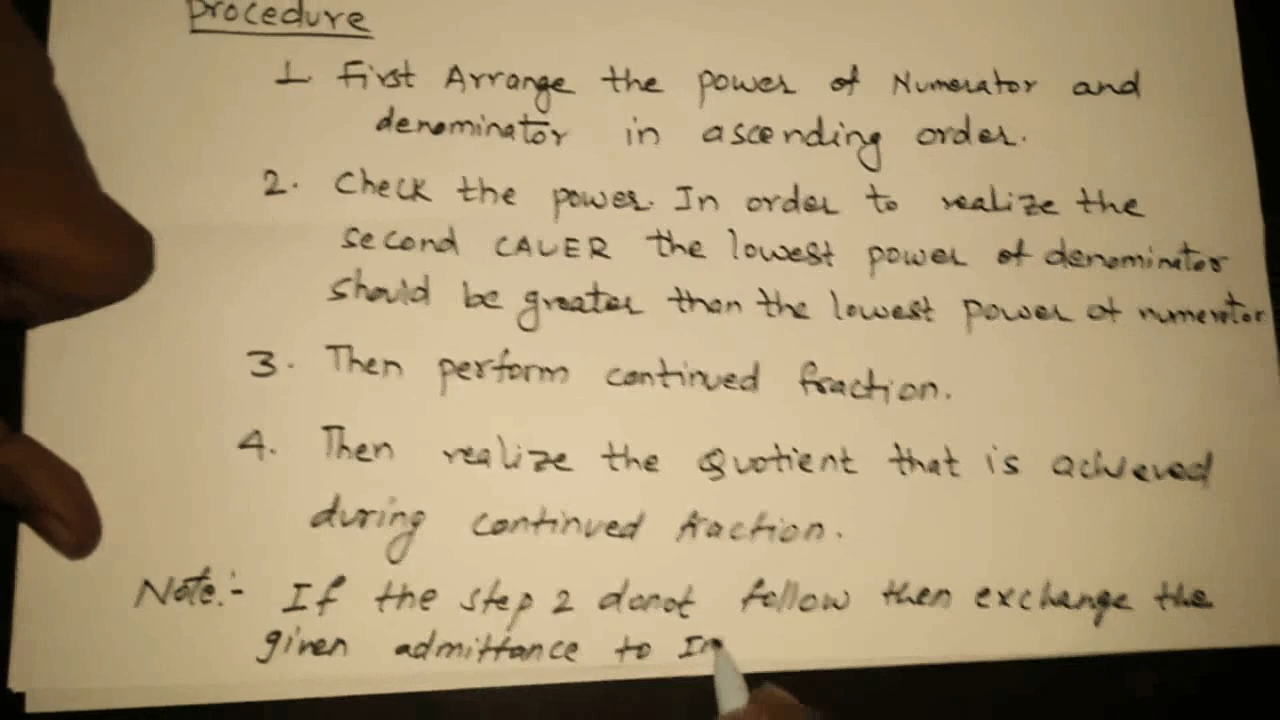 Procedure
1. First Arrange the power of Numerator and
denominator in ascending order.
2. Check the power. In order to realize the
second CAUER the lowest power of denominator
should be greater than the lowest power of numerator
3. Then perform continued fraction.
4. Then realize the Quotient that is achieved
during continued fraction.
Note:- If the step 2 donot follow then exchange the
given admittance to Im